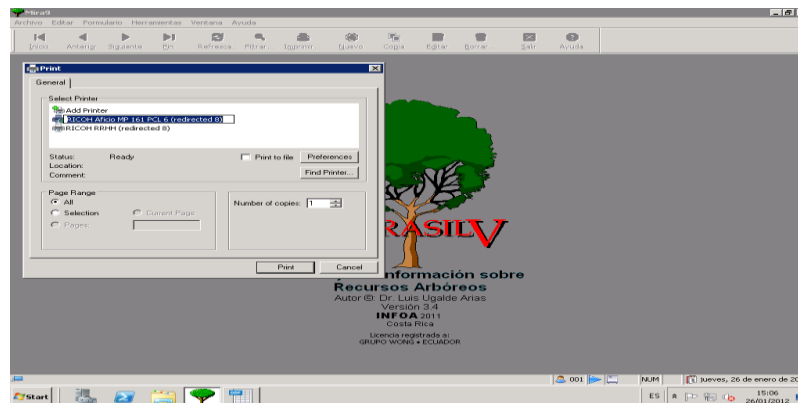 Mira9
Archivo Editar Formulario Herramientas Ventana Ayuda
Inicio Anterior Siguiente Fin Refresca Filtrar... Imprimir... Nuevo Copia Editar Borrar... Salir Ayuda
Print
General
Select Printer
Add Printer
RICOH Aficio MP 161 PCL 6 (redirected 8)
RICOH RRHH (redirected 8)
Status: Ready
Location:
Comment:
Print to file
Preferences
Find Printer...
Page Range
All
Selection
Current Page
Pages:
Number of copies: 1
Print
Cancel
RASILV
Información sobre
Recursos Arbóreos
Autor ©: Dr. Luis Ugalde Arias
Versión 3.4
INFOA 2011
Costa Rica
Licencia registrada a:
GRUPO WONG • ECUADOR
001 NUM jueves, 26 de enero de 20
Start
ES
15:06
26/01/2012